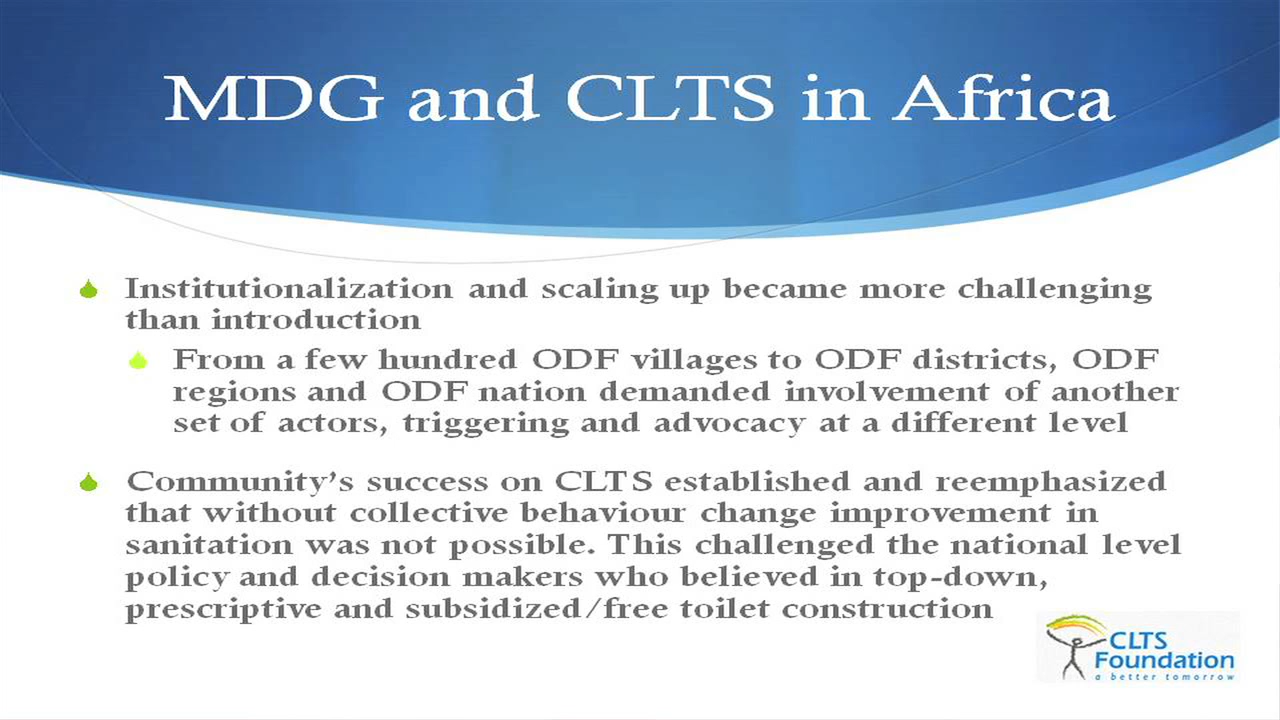 MDG and CLTS in Africa
Institutionalization and scaling up became more challenging
than introduction
From a few hundred ODF villages to ODF districts, ODF
regions and ODF nation demanded involvement of another
set of actors, triggering and advocacy at a different level
Community's success on CLTS established and reemphasized
that without collective behaviour change improvement in
sanitation was not possible. This challenged the national level
policy and decision makers who believed in top-down,
prescriptive and subsidized/free toilet construction
CLTS
Foundation
a better tomorrow